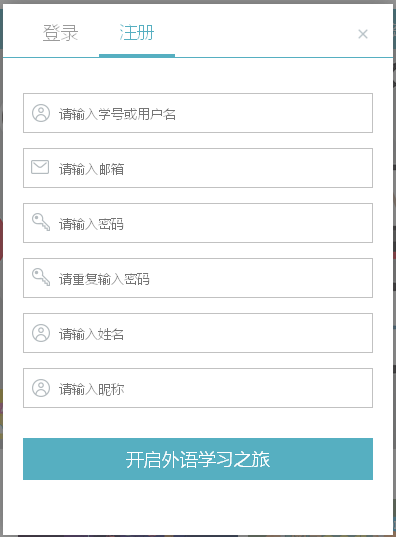 登录 注册 ×
请输入学号或用户名
请输入邮箱
请输入密码
请重复输入密码
请输入姓名
请输入昵称
开启外语学习之旅